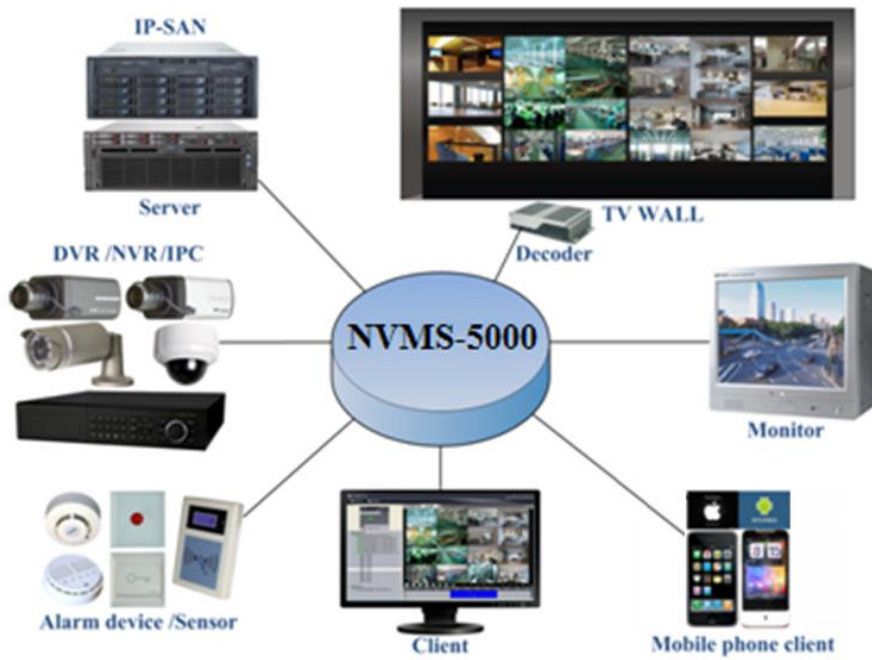 IP-SAN
Server
TV WALL
Decoder
DVR /NVR/IPC
NVMS-5000
Monitor
Alarm device /Sensor
Client
Mobile phone client